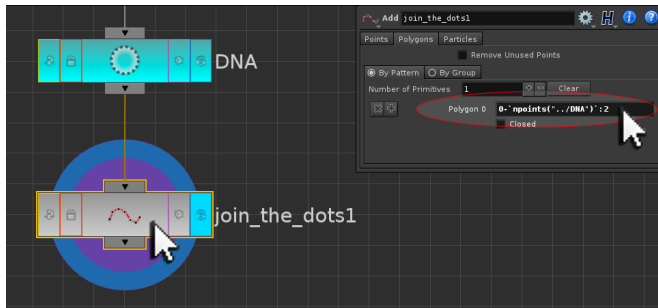 DNA
join_the_dots1
Add join_the_dots1
Points Polygons Particles
Remove Unused Points
By Pattern By Group
Number of Primitives 1 Clear
Polygon 0 0-`npoints("../DNA")`:2
Closed